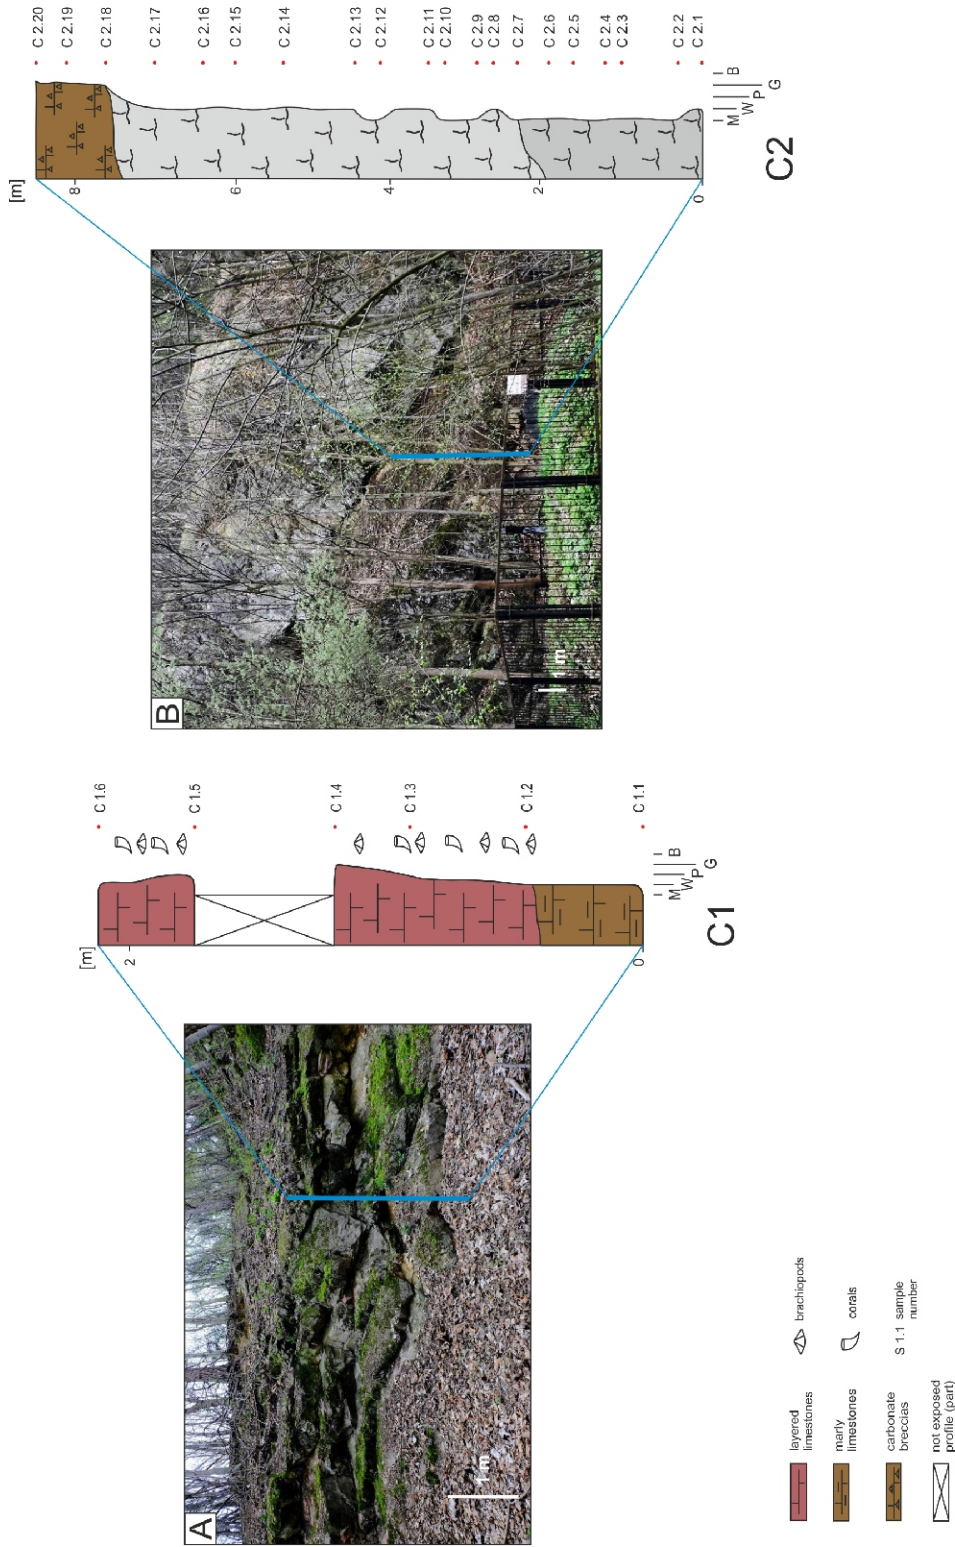 A
1 m
[m]
2
0
C 1.6
C 1.5
C 1.4
C 1.3
C 1.2
C 1.1
M
W
P
G
B
C1
B
1 m
[m]
8
6
4
2
0
C 2.20
C 2.19
C 2.18
C 2.17
C 2.16
C 2.15
C 2.14
C 2.13
C 2.12
C 2.11
C 2.10
C 2.9
C 2.8
C 2.7
C 2.6
C 2.5
C 2.4
C 2.3
C 2.2
C 2.1
M
W
P
G
B
C2
layered
limestones
marly
limestones
carbonate
breccias
not exposed
profile (part)
brachiopods
corals
S 1.1 sample
number